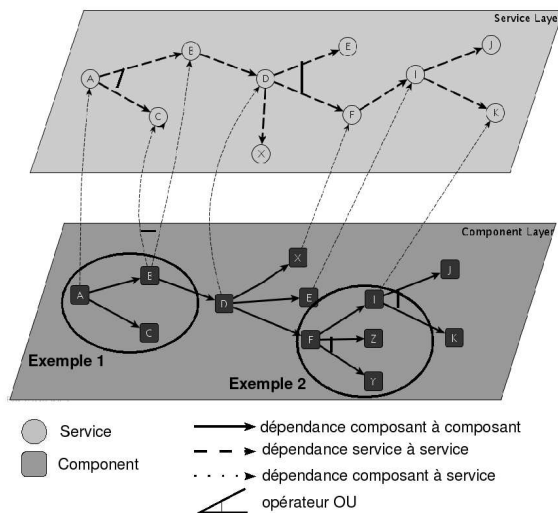 Service Layer
E
E
J
A
D
I
C
F
K
X
Component Layer
X
E
J
A
D
E
I
C
F
Z
K
Exemple 1
Y
Exemple 2
Service
dépendance composant à composant
dépendance service à service
Component
dépendance composant à service
opérateur OU